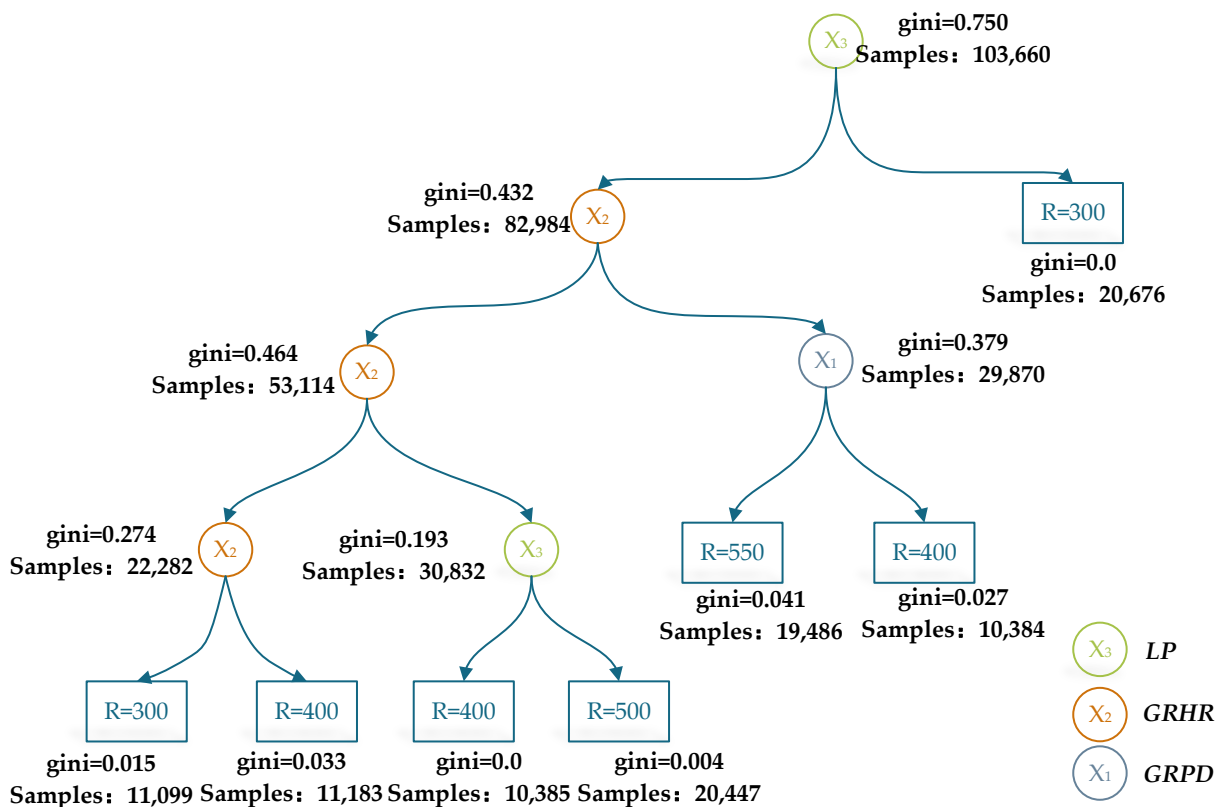 gini=0.750
X3
Samples：103,660
gini=0.432
Samples：82,984
X2
R=300
gini=0.0
Samples：20,676
gini=0.464
Samples：53,114
X2
X1
gini=0.379
Samples：29,870
gini=0.274
Samples：22,282
X2
gini=0.193
Samples：30,832
X3
R=550
gini=0.041
Samples：19,486
R=400
gini=0.027
Samples：10,384
R=300
gini=0.015
Samples：11,099
R=400
gini=0.033
Samples：11,183
R=400
gini=0.0
Samples：10,385
R=500
gini=0.004
Samples：20,447
X3 LP
X2 GRHR
X1 GRPD